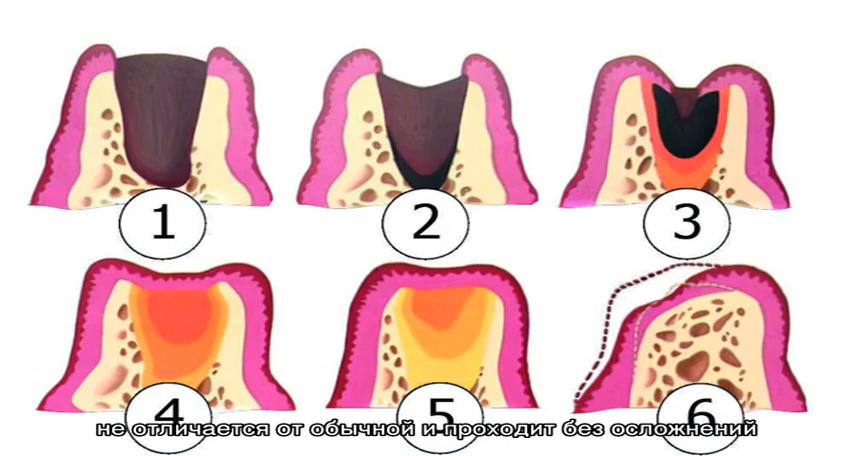 1 2 3
4 5 6
не отличается от обычной и проходит без осложнений